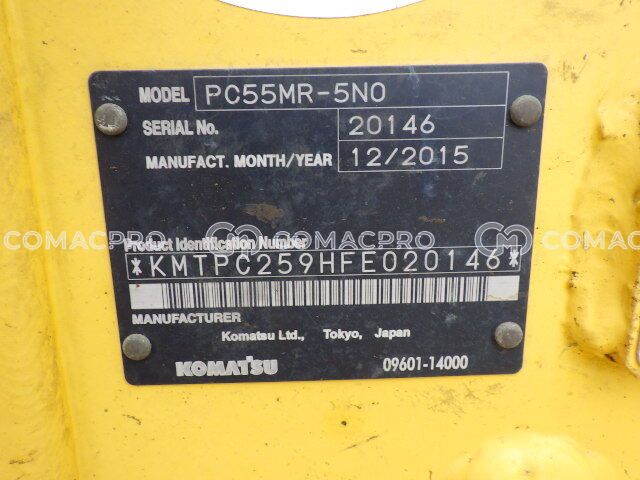 MODEL PC55MR-5N0
SERIAL No. 20146
MANUFACT. MONTH/YEAR 12/2015
Product Identification Number
COMACPRO COMACPRO COMACPRO
*KMTPC259HFE020146*
MANUFACTURER
Komatsu Ltd., Tokyo, Japan
KOMATSU 09601-14000